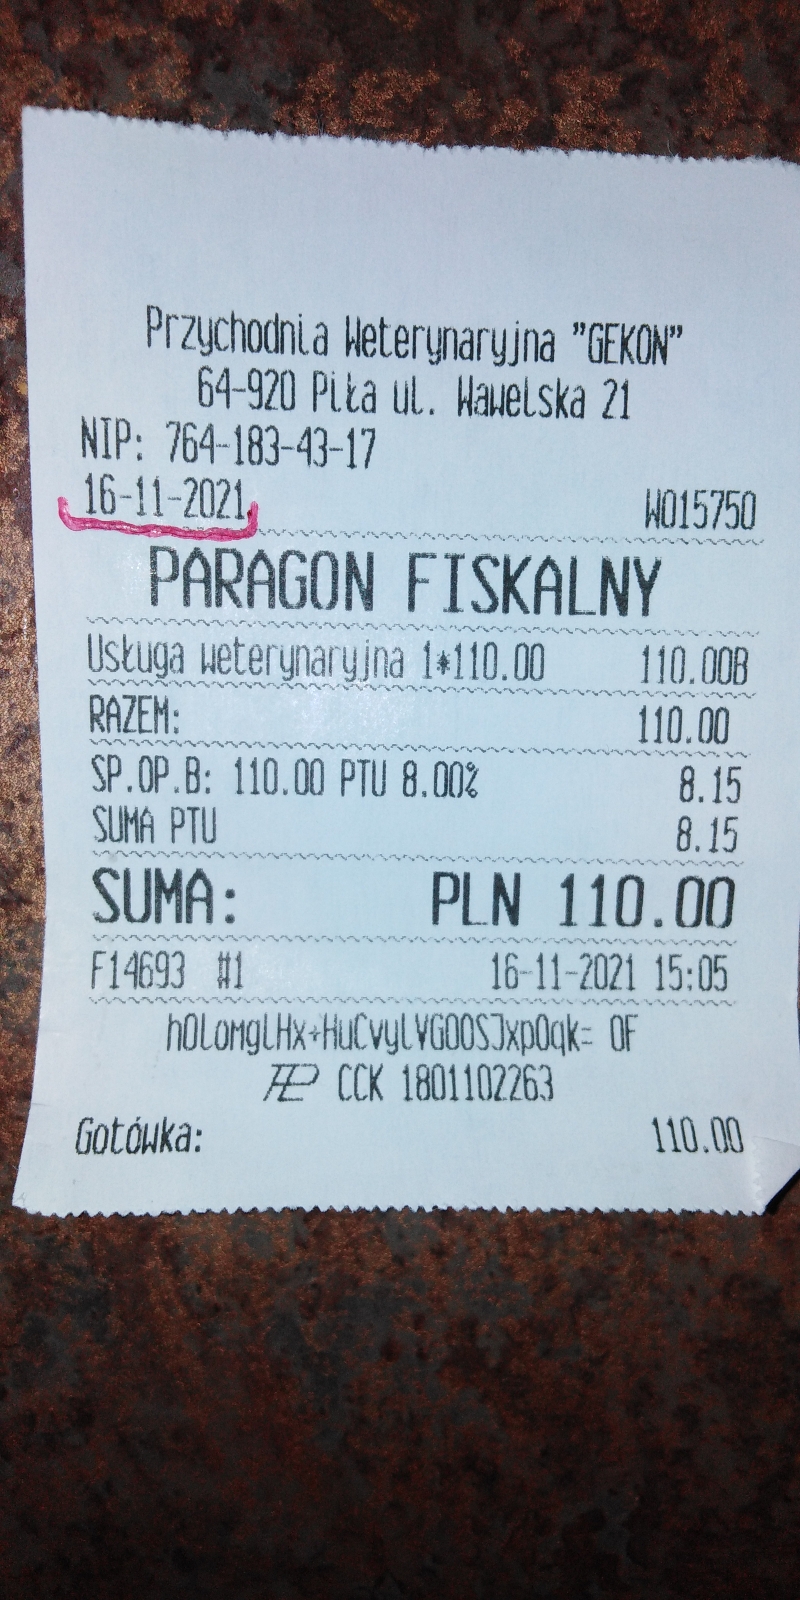 Przychodnia Weterynaryjna "GEKON"
64-920 Piła ul. Wawelska 21
NIP: 764-183-43-17
16-11-2021 W015750
PARAGON FISKALNY
Usługa weterynaryjna 1*110.00 110.00B
RAZEM: 110.00
SP.OP.B: 110.00 PTU 8.00% 8.15
SUMA PTU 8.15
SUMA: PLN 110.00
F14693 #1 16-11-2021 15:05
CCK 1801102263
Gotówka: 110.00